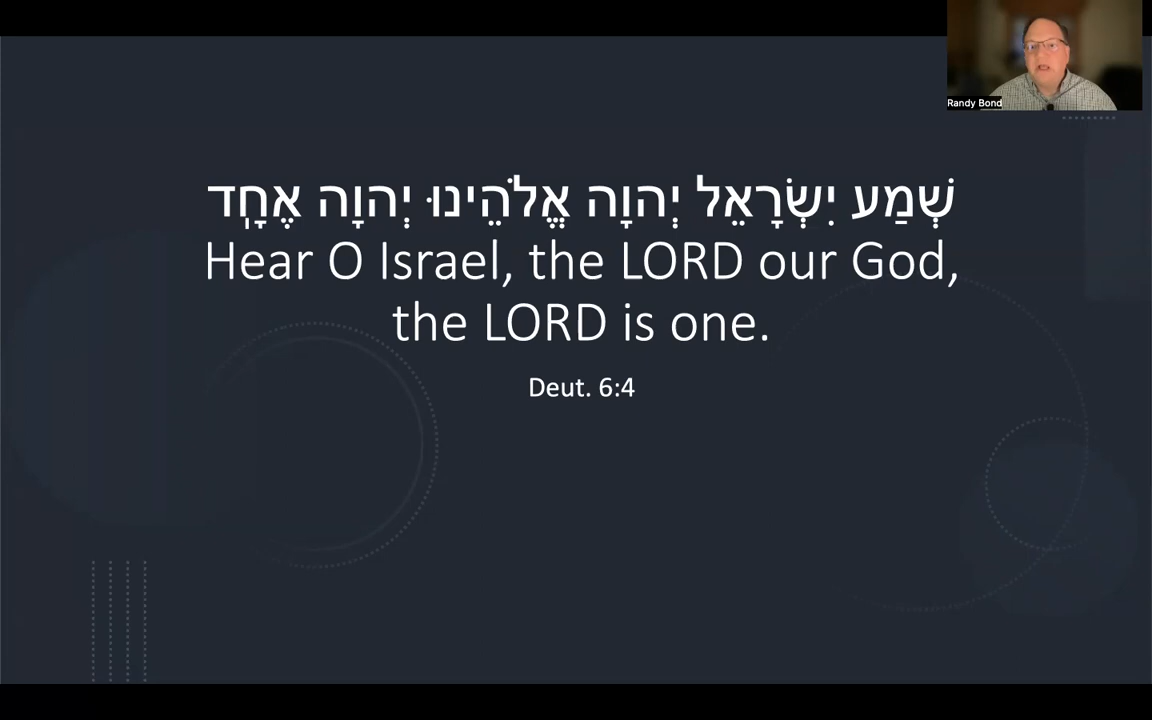 Randy Bond
שְׁמַע יִשְׂרָאֵל יְהוָה אֱלֹהֵינוּ יְהוָה אֶחָֽד
Hear O Israel, the LORD our God,
the LORD is one.
Deut. 6:4